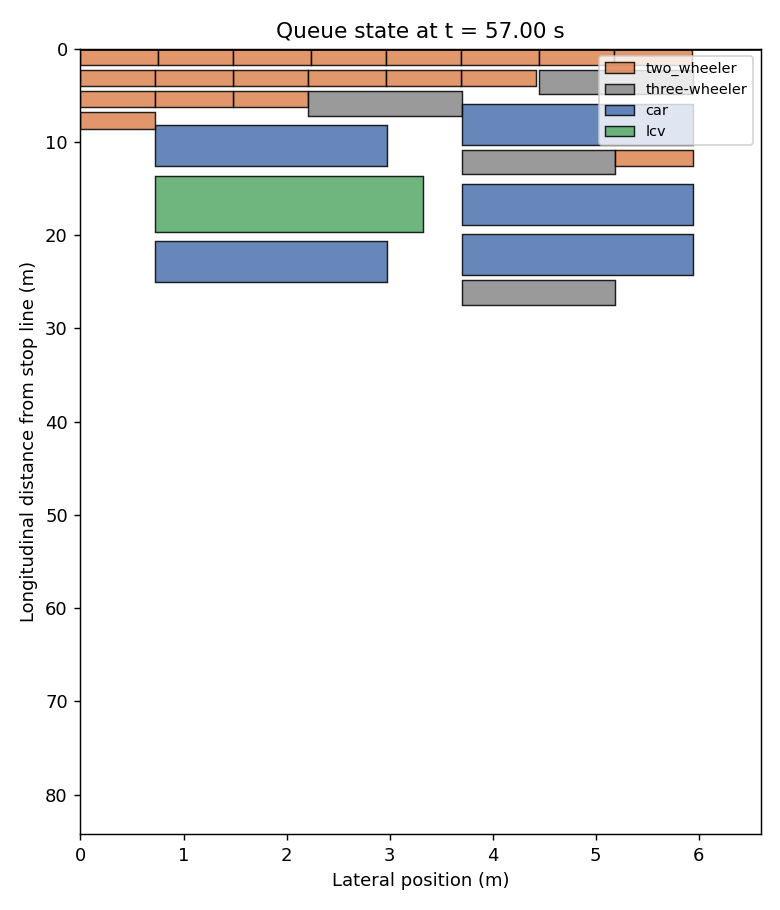 Queue state at t = 57.00 s
two_wheeler
three-wheeler
car
lcv
0
10
20
30
40
50
60
70
80
Longitudinal distance from stop line (m)
0 1 2 3 4 5 6
Lateral position (m)